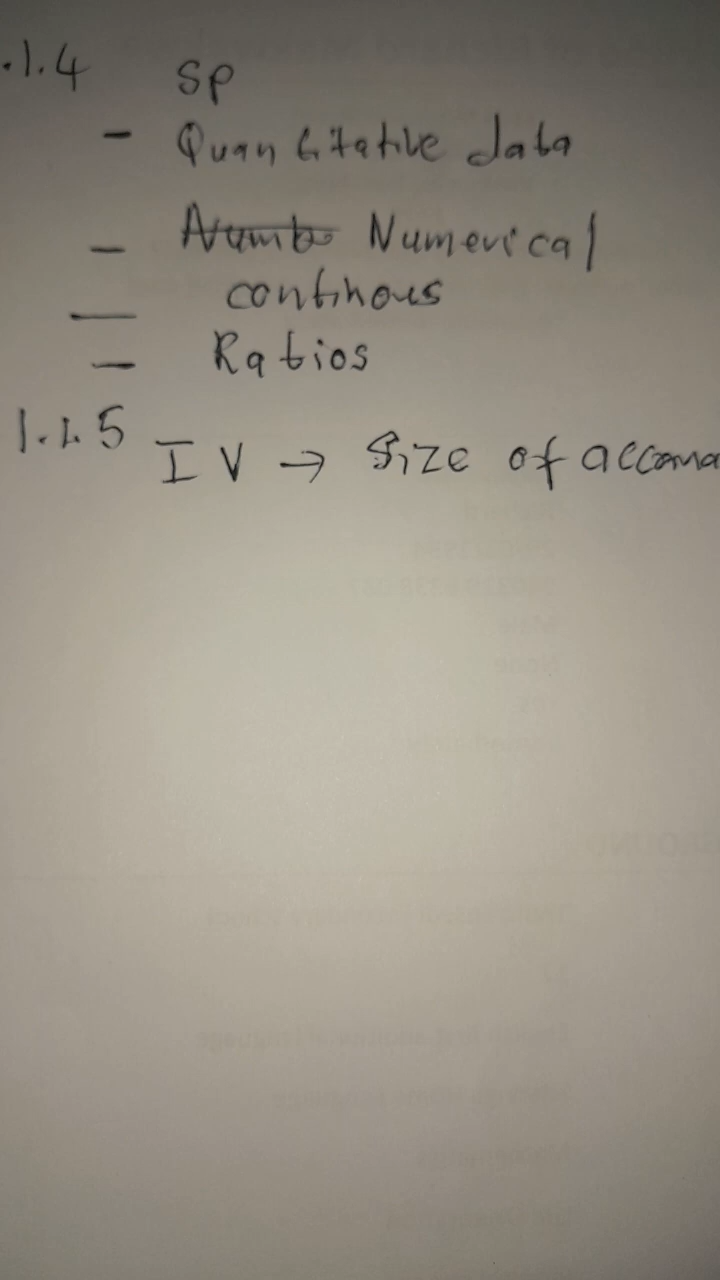 .1.4 SP
- Quantitative data
- Numerical
— continous
- Ratios
1.1.5 IV → Size of accoma